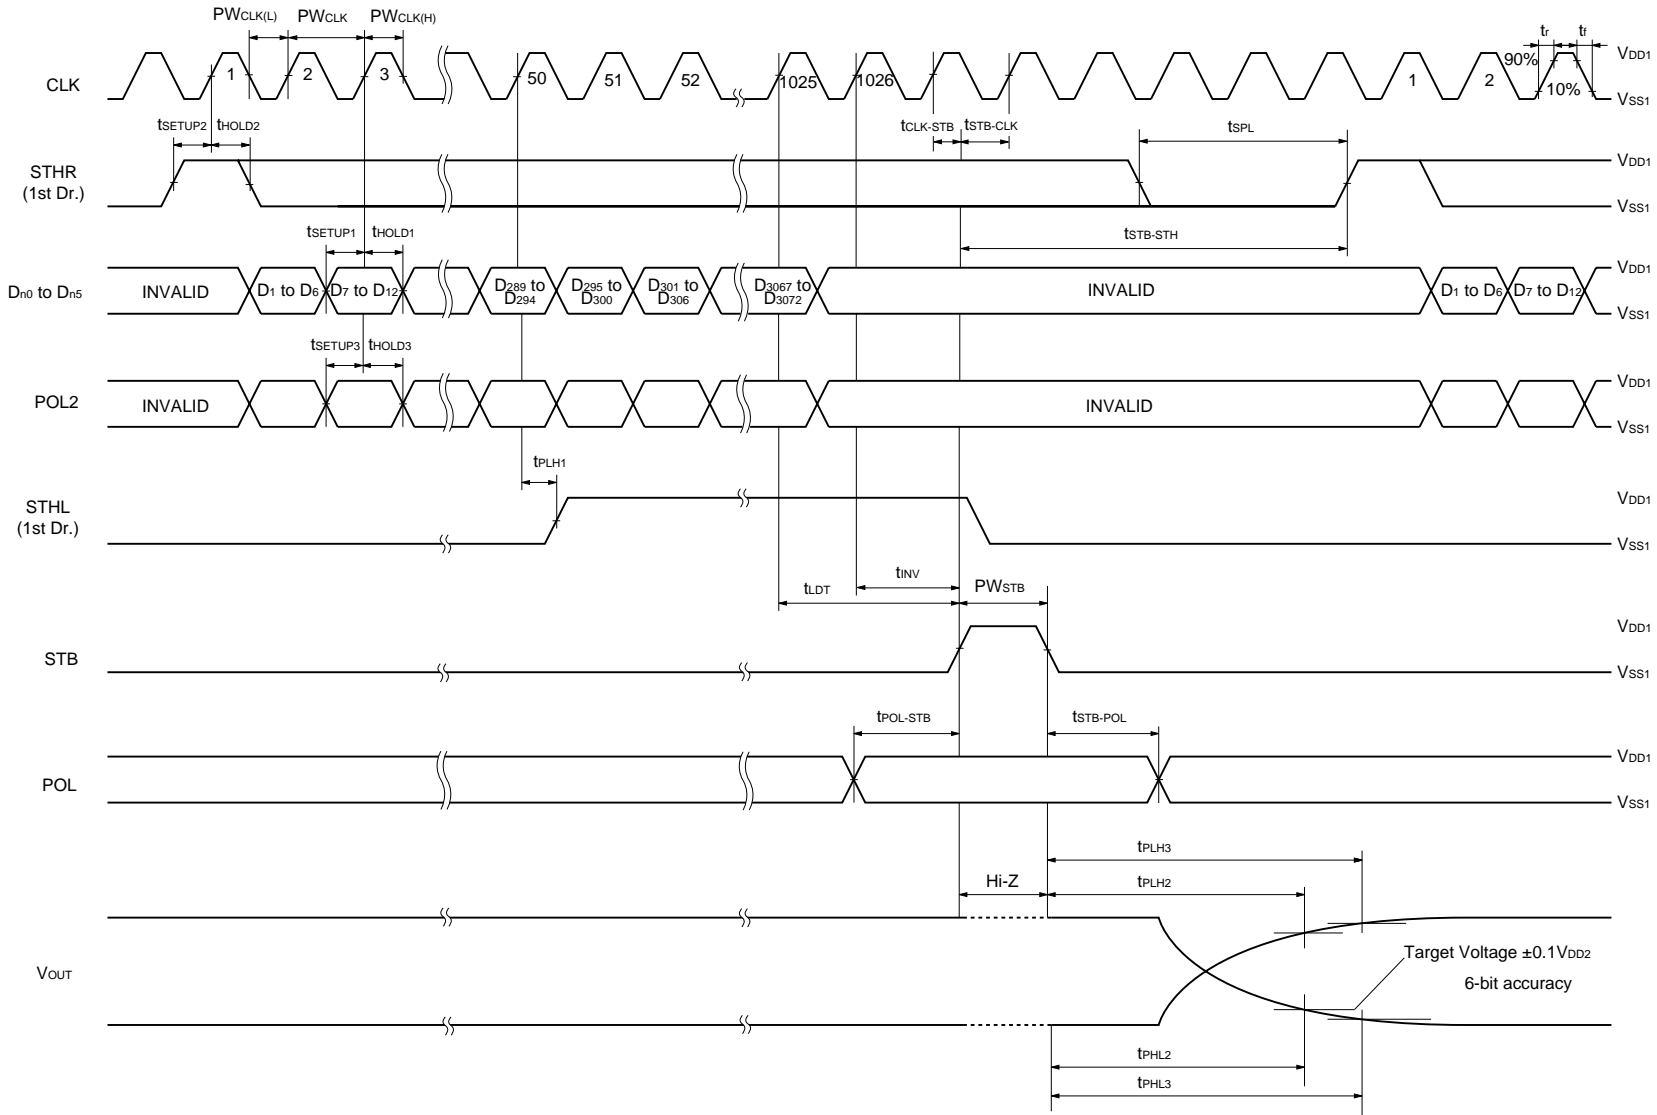 PWCLK(L) PWCLK PWCLK(H)
tr tf
CLK 1 2 3 50 51 52 1025 1026 1 2 90% 10% VDD1
VSS1
tSETUP2 tHOLD2 tCLK-STB tSTB-CLK tSPL
STHR
(1st Dr.)
VDD1
VSS1
tSETUP1 tHOLD1 tSTB-STH
Dn0 to Dn5 INVALID D1 to D6 D7 to D12 D289 to D294 D295 to D300 D301 to D306 D3067 to D3072 INVALID D1 to D6 D7 to D12 VDD1
VSS1
tSETUP3 tHOLD3
POL2 INVALID INVALID VDD1
VSS1
tPLH1
STHL
(1st Dr.)
VDD1
VSS1
tINV
tLDT PWSTB
STB VDD1
VSS1
tPOL-STB tSTB-POL
POL VDD1
VSS1
tPLH3
Hi-Z tPLH2
VOUT
Target Voltage ±0.1VDD2
6-bit accuracy
tPHL2
tPHL3